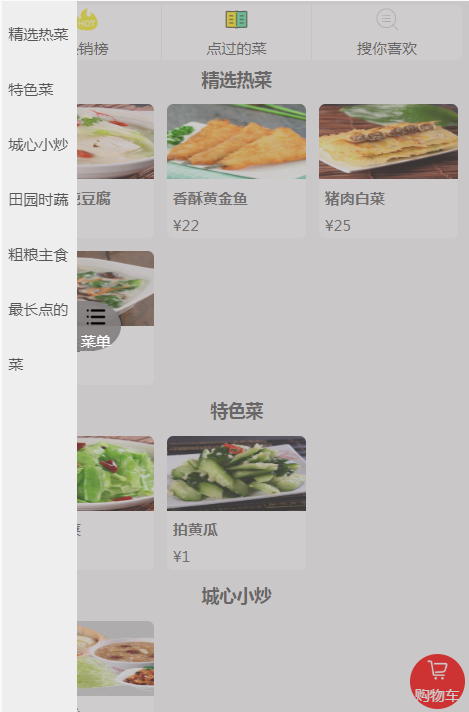 精选热菜
特色菜
城心小炒
田园时蔬
粗粮主食
最长点的
菜
HOT
销榜
点过的菜
搜你喜欢
精选热菜
豆腐
香酥黄金鱼
¥22
猪肉白菜
¥25
菜单
特色菜
拍黄瓜
¥1
城心小炒
购物车